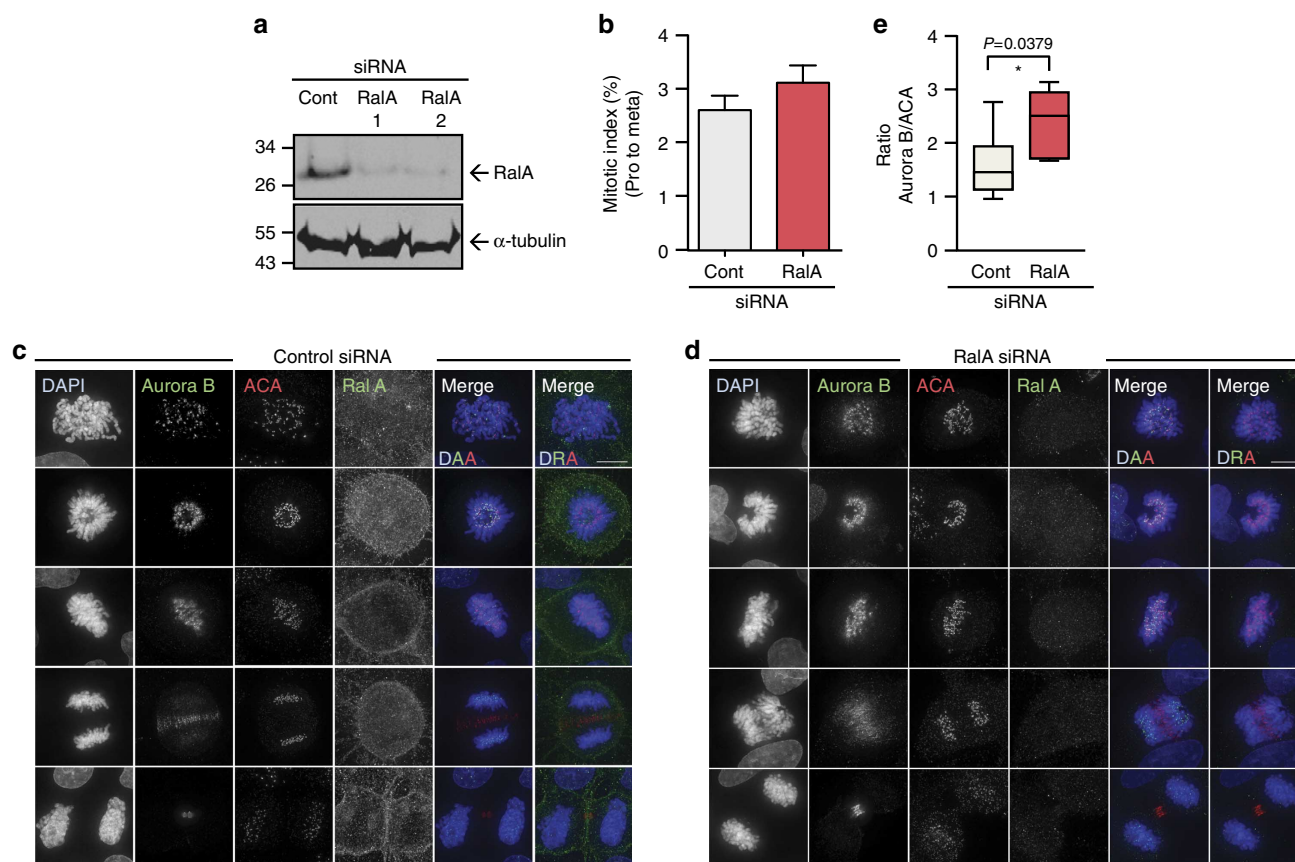 a
siRNA
Cont RalA RalA
1 2
34
26
← RalA
55
43
← α-tubulin
b
Mitotic index (%)
(Pro to meta)
4
3
2
1
0
Cont RalA
siRNA
e
P=0.0379
*
Ratio
Aurora B/ACA
4
3
2
1
0
Cont RalA
siRNA
c
Control siRNA
DAPI Aurora B ACA Ral A Merge Merge
DAA DRA
d
RalA siRNA
DAPI Aurora B ACA Ral A Merge Merge
DAA DRA